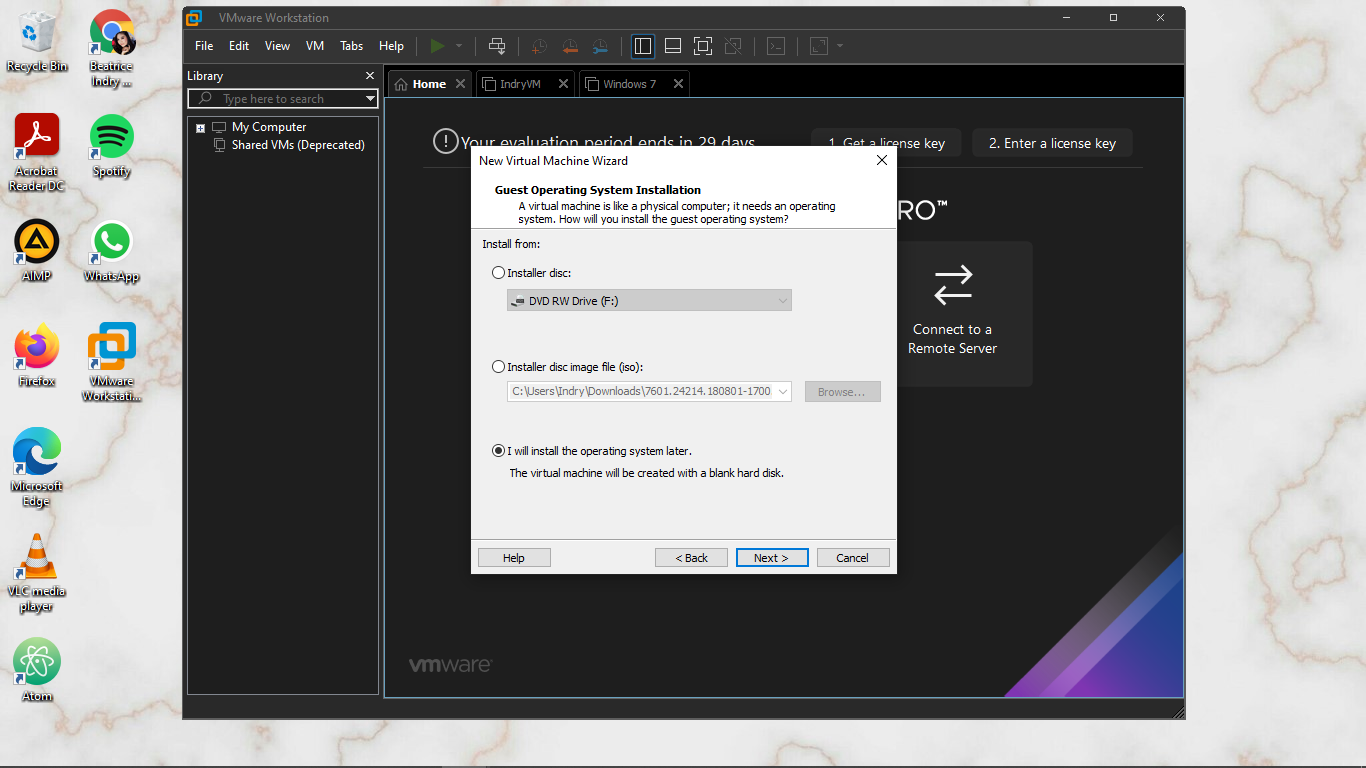 Recycle Bin
Beatrice
Indry ...
Acrobat
Reader DC
Spotify
AIMP
WhatsApp
Firefox
VMware
Workstati...
Microsoft
Edge
VLC media
player
Atom
VMware Workstation
File Edit View VM Tabs Help
Library
Type here to search
My Computer
Shared VMs (Deprecated)
Home
IndryVM
Windows 7
Your evaluation period ends in 29 days
1. Get a license key
2. Enter a license key
RO™
Connect to a
Remote Server
New Virtual Machine Wizard
Guest Operating System Installation
A virtual machine is like a physical computer; it needs an operating
system. How will you install the guest operating system?
Install from:
Installer disc:
DVD RW Drive (F:)
Installer disc image file (iso):
C:\Users\Indry\Downloads\7601.24214.180801-1700
Browse...
I will install the operating system later.
The virtual machine will be created with a blank hard disk.
Help
< Back
Next >
Cancel
vmware